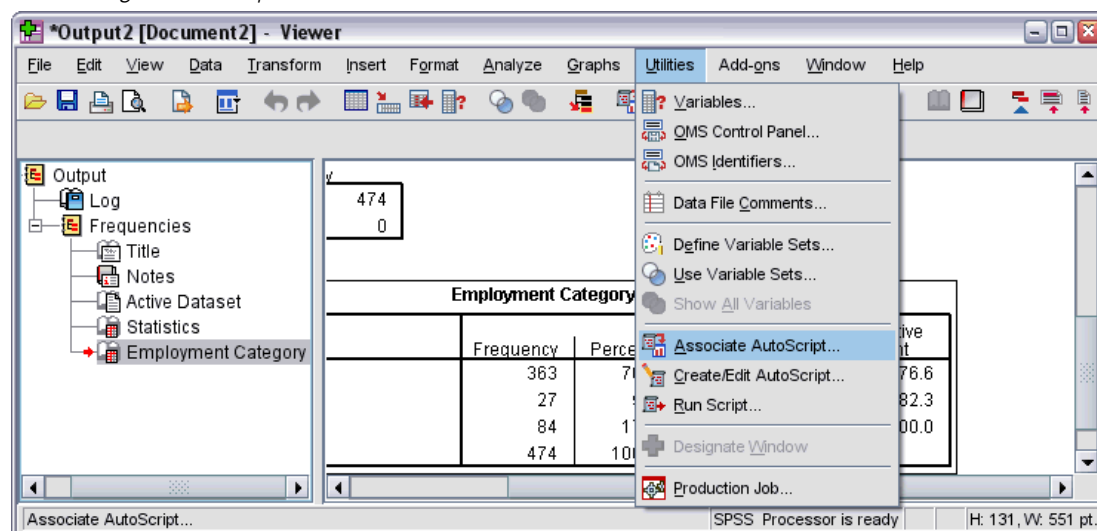 *Output2 [Document2] - Viewer
File Edit View Data Transform Insert Format Analyze Graphs Utilities Add-ons Window Help
Variables...
OMS Control Panel...
OMS Identifiers...
Data File Comments...
Define Variable Sets...
Use Variable Sets...
Show All Variables
Associate AutoScript...
Create/Edit AutoScript...
Run Script...
Designate Window
Production Job...
Output
Log
Frequencies
Title
Notes
Active Dataset
Statistics
Employment Category
474
0
Employment Category
Frequency
363 76.6
27 82.3
84
474
Associate AutoScript... SPSS Processor is ready H: 131, W: 551 pt.